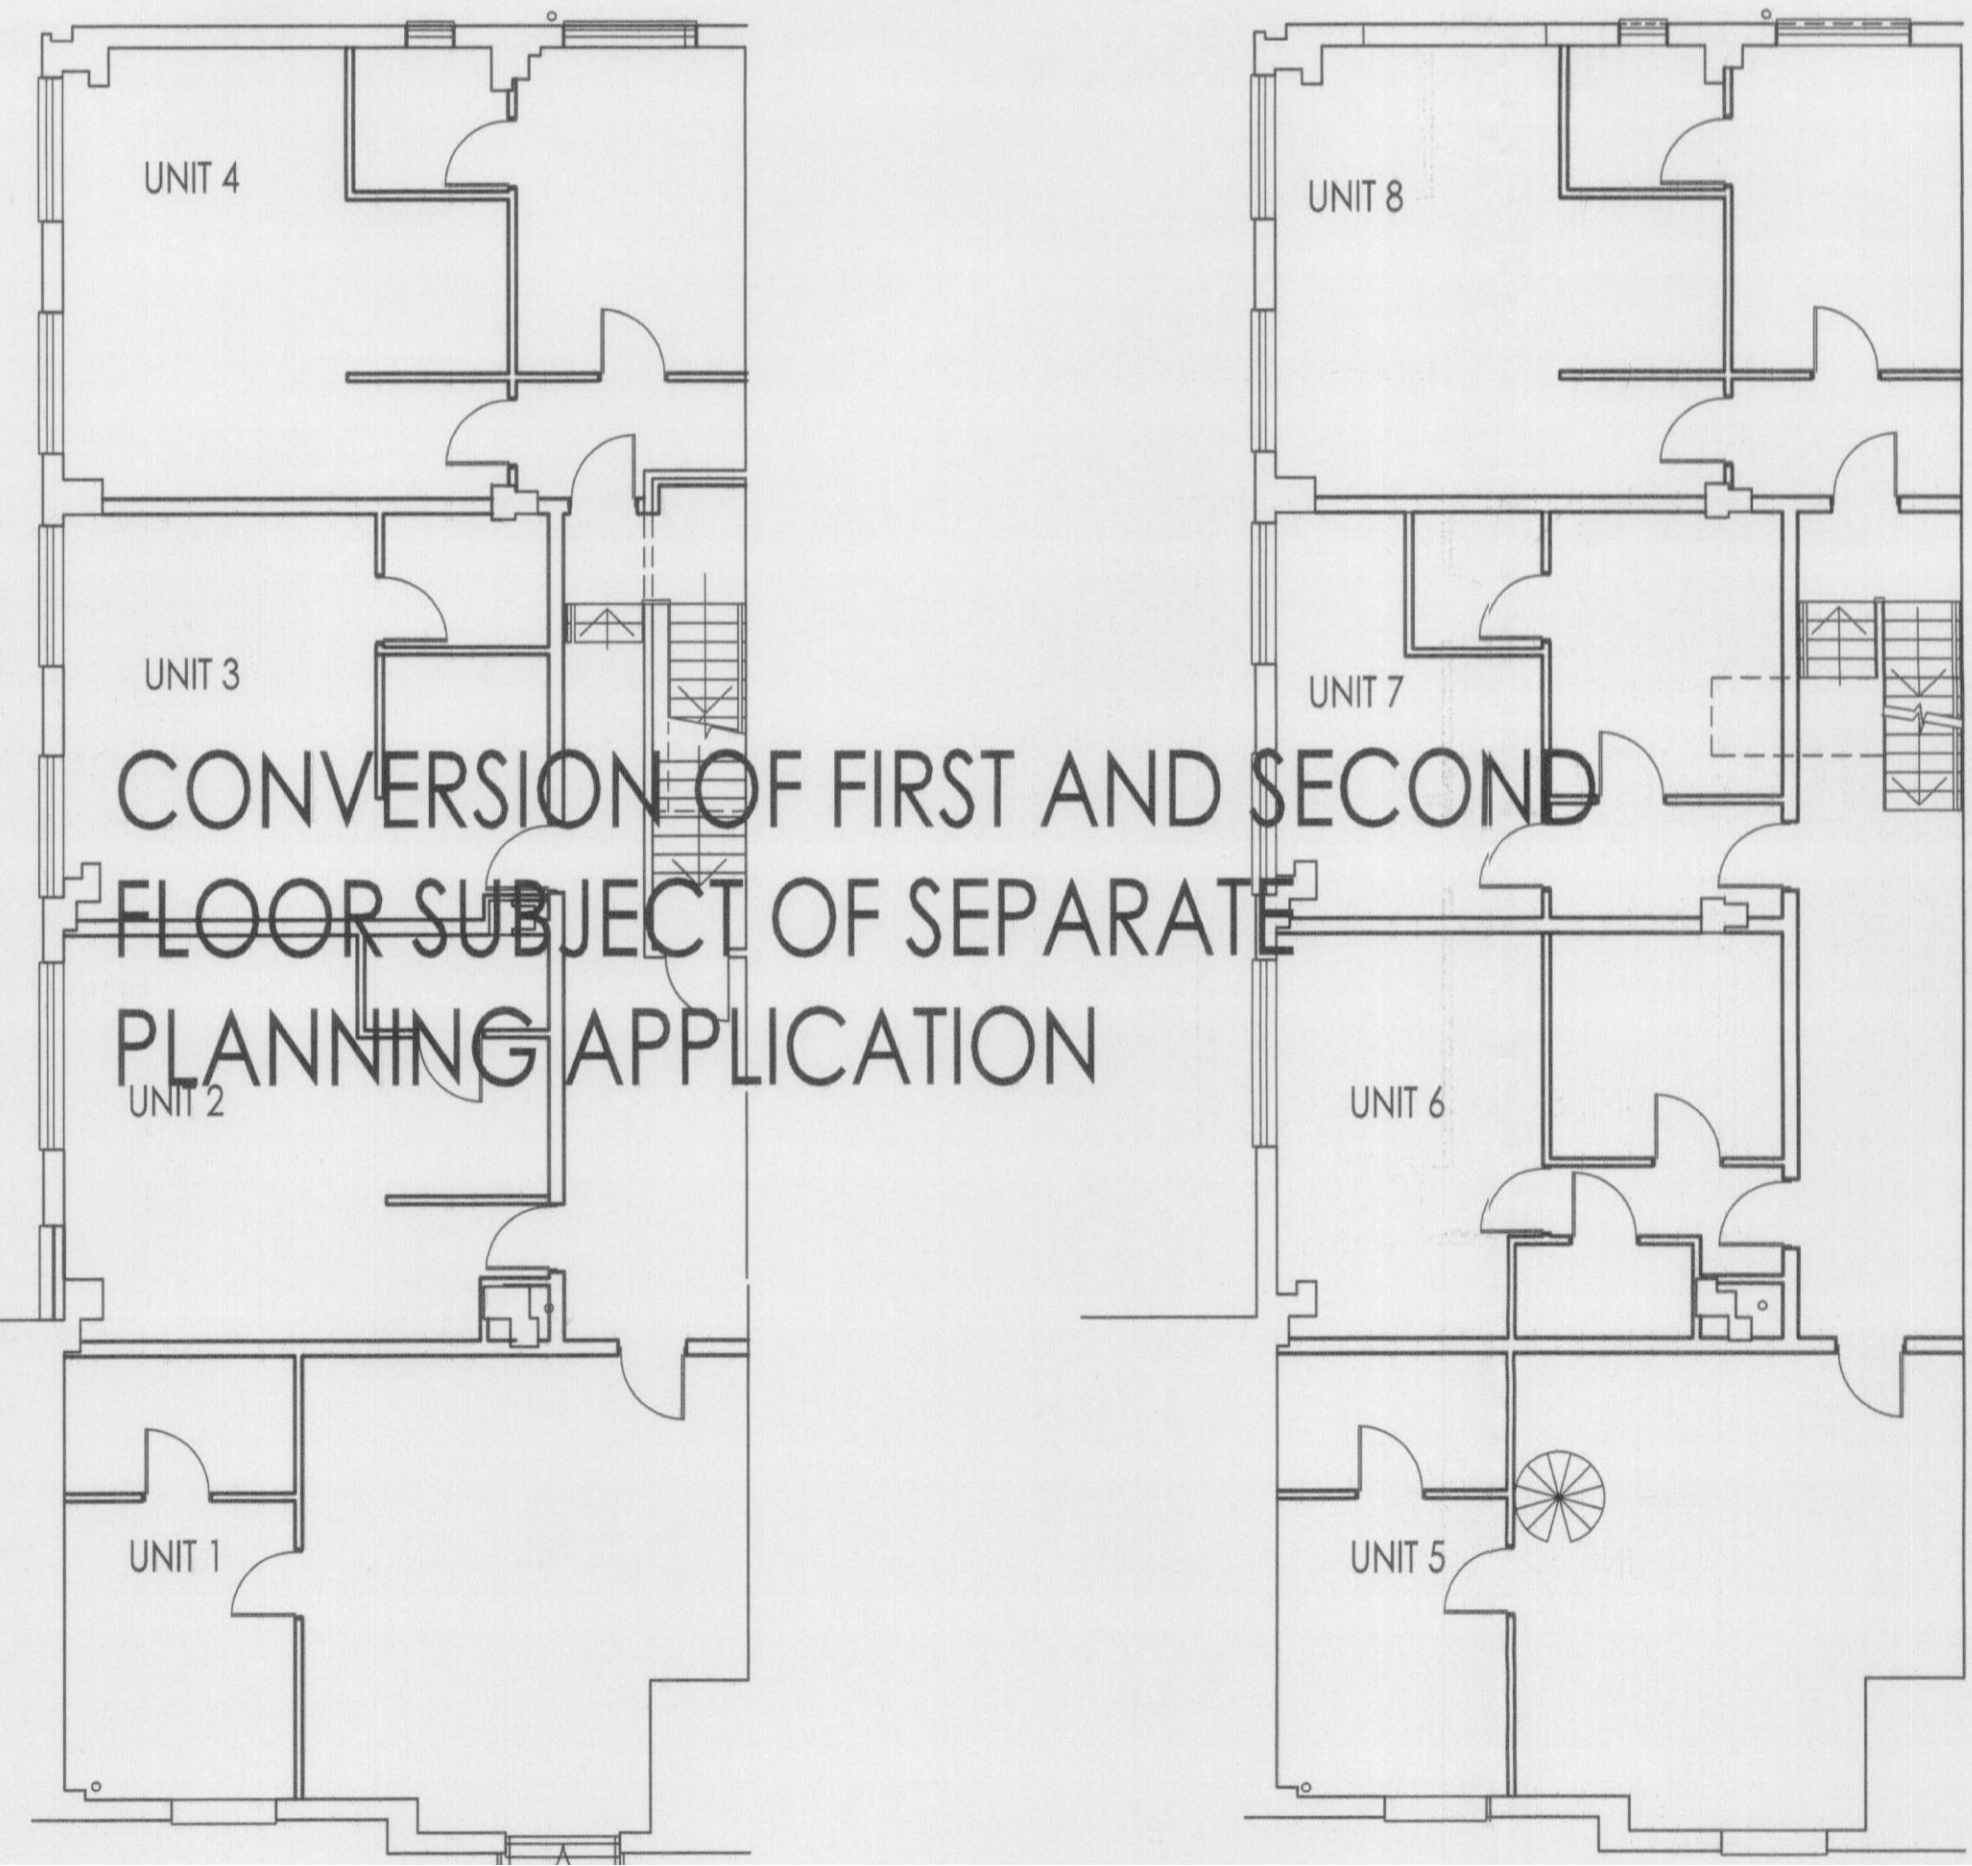 UNIT 4
UNIT 8
UNIT 3
UNIT 7
CONVERSION OF FIRST AND SECOND
FLOOR SUBJECT OF SEPARATE
PLANNING APPLICATION
UNIT 2
UNIT 6
UNIT 1
UNIT 5